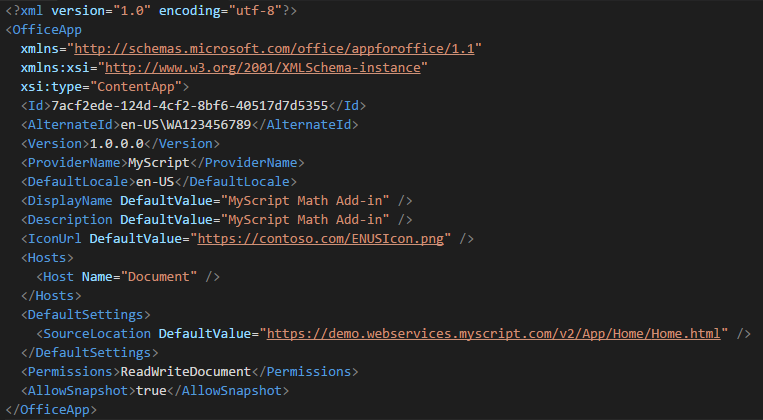 <?xml version="1.0" encoding="utf-8"?>
<OfficeApp
  xmlns="http://schemas.microsoft.com/office/appforoffice/1.1"
  xmlns:xsi="http://www.w3.org/2001/XMLSchema-instance"
  xsi:type="ContentApp">
  <Id>7acf2ede-124d-4cf2-8bf6-40517d7d5355</Id>
  <AlternateId>en-US\WA123456789</AlternateId>
  <Version>1.0.0.0</Version>
  <ProviderName>MyScript</ProviderName>
  <DefaultLocale>en-US</DefaultLocale>
  <DisplayName DefaultValue="MyScript Math Add-in" />
  <Description DefaultValue="MyScript Math Add-in" />
  <IconUrl DefaultValue="https://contoso.com/ENUSIcon.png" />
  <Hosts>
    <Host Name="Document" />
  </Hosts>
  <DefaultSettings>
    <SourceLocation DefaultValue="https://demo.webservices.myscript.com/v2/App/Home/Home.html" />
  </DefaultSettings>
  <Permissions>ReadWriteDocument</Permissions>
  <AllowSnapshot>true</AllowSnapshot>
</OfficeApp>